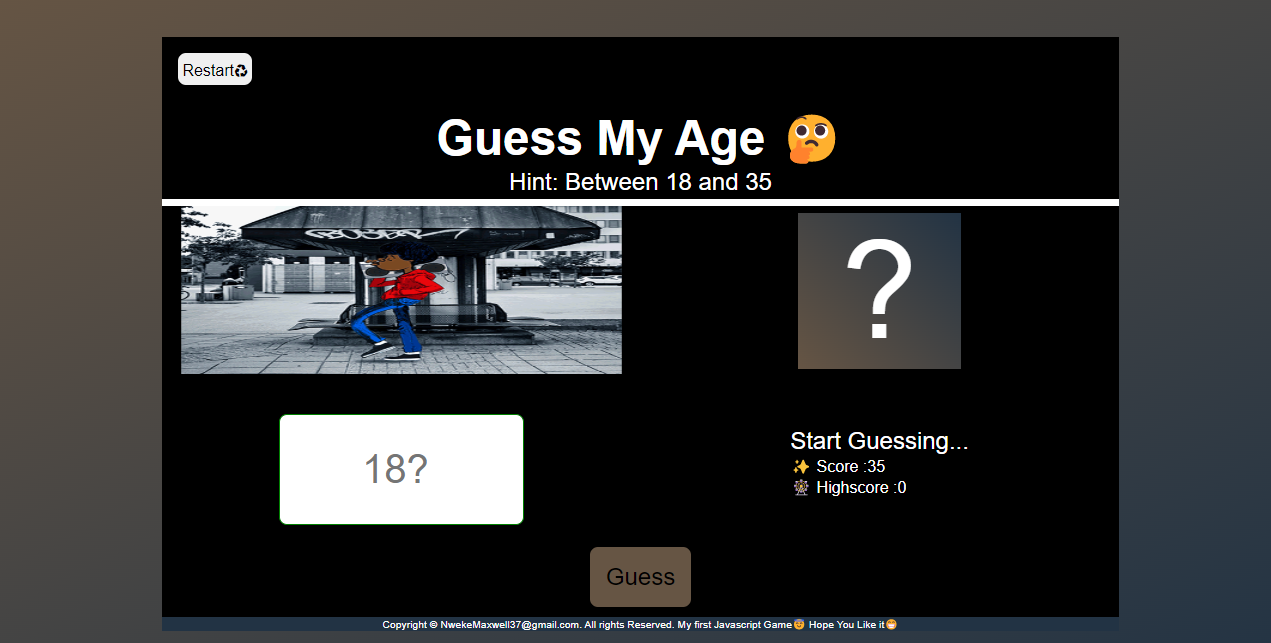 Restart♻
Guess My Age 🤔
Hint: Between 18 and 35
?
18?
Start Guessing...
✨ Score :35
🎡 Highscore :0
Guess
Copyright © NwekeMaxwell37@gmail.com. All rights Reserved. My first Javascript Game😇 Hope You Like it😁